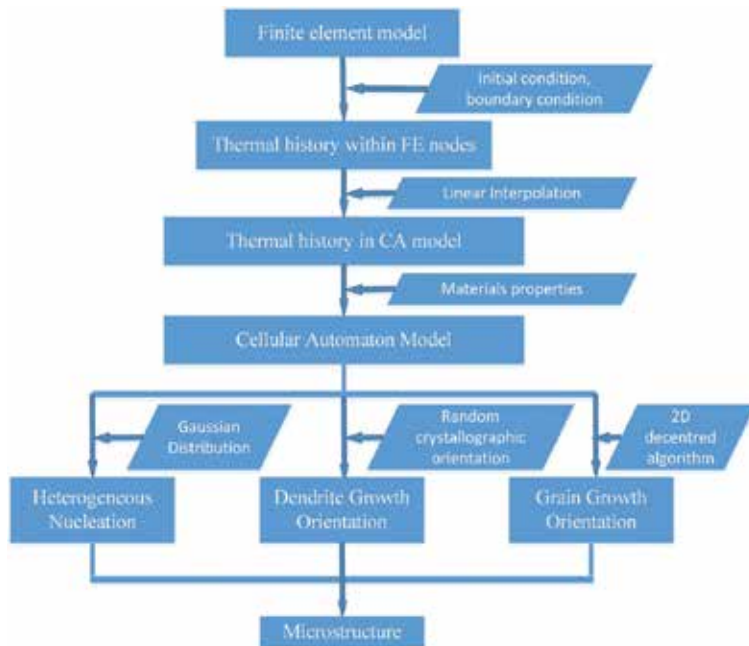 Finite element model
Initial condition,
boundary condition
Thermal history within FE nodes
Linear Interpolation
Thermal history in CA model
Materials properties
Cellular Automaton Model
Gaussian
Distribution
Random
crystallographic
orientation
2D
decentred
algorithm
Heterogeneous
Nucleation
Dendrite Growth
Orientation
Grain Growth
Orientation
Microstructure